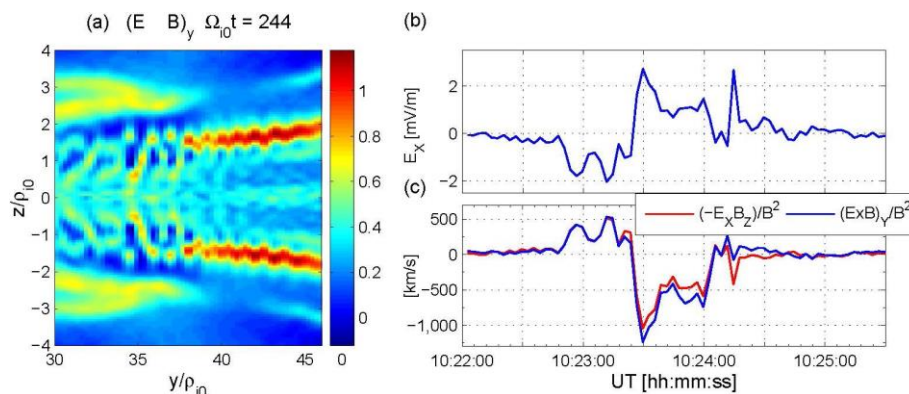 (a) (E B)y Ωi0t = 244
4
3
2
1
0
−1
−2
−3
−4
z/ρi0
30 35 40 45
y/ρi0
1
0.8
0.6
0.4
0.2
0
(b)
2
0
−2
EX [mV/m]
(c)
(−EXBZ)/B² (ExB)Y/B²
500
0
−500
−1,000
[km/s]
10:22:00 10:23:00 10:24:00 10:25:00
UT [hh:mm:ss]